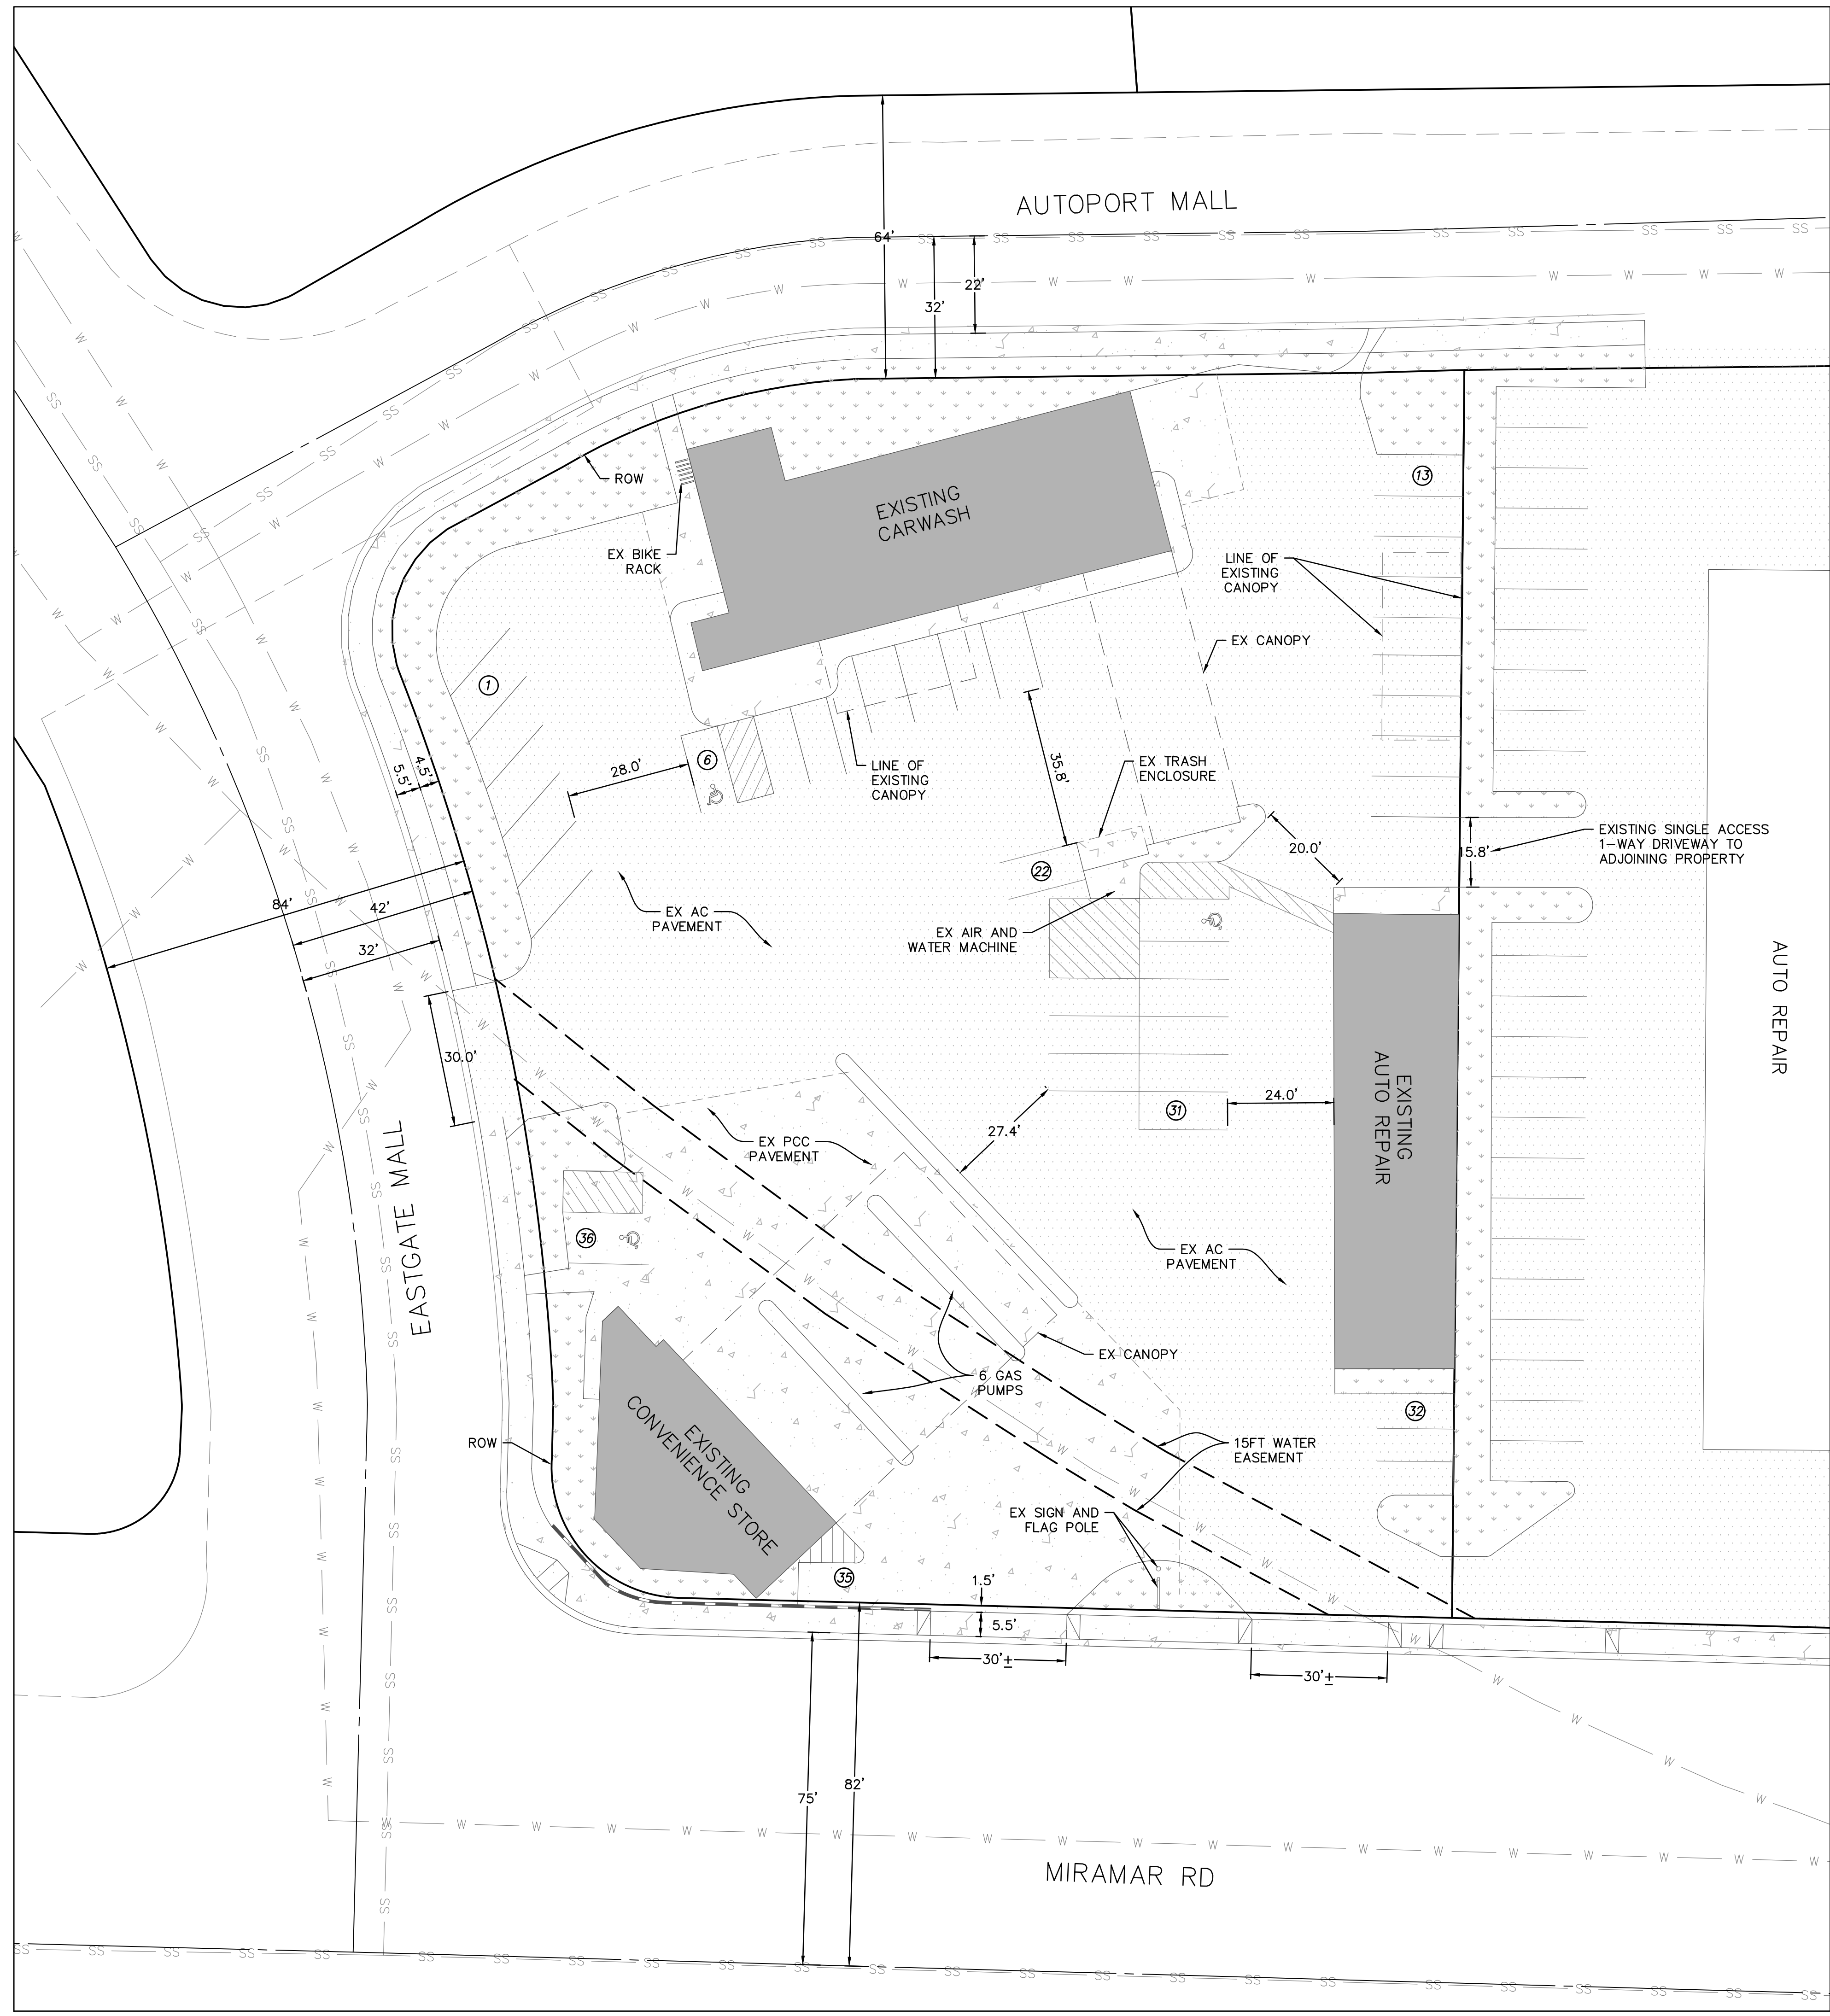 AUTOPORT MALL
64'
32'
22'
ROW
EX BIKE
RACK
EXISTING
CARWASH
13
LINE OF
EXISTING
CANOPY
EX CANOPY
1
6
28.0'
5.5'
4.5'
LINE OF
EXISTING
CANOPY
35.8'
EX TRASH
ENCLOSURE
20.0'
15.8'
EXISTING SINGLE ACCESS
1-WAY DRIVEWAY TO
ADJOINING PROPERTY
22
84'
42'
32'
EX AC
PAVEMENT
EX AIR AND
WATER MACHINE
AUTO REPAIR
30.0'
EX PCC
PAVEMENT
27.4'
31
24.0'
EXISTING
AUTO REPAIR
EASTGATE MALL
36
EX AC
PAVEMENT
EX CANOPY
6 GAS
PUMPS
32
ROW
EXISTING
CONVENIENCE STORE
15FT WATER
EASEMENT
EX SIGN AND
FLAG POLE
35
1.5'
5.5'
30'±
30'±
75'
82'
MIRAMAR RD
SS
W